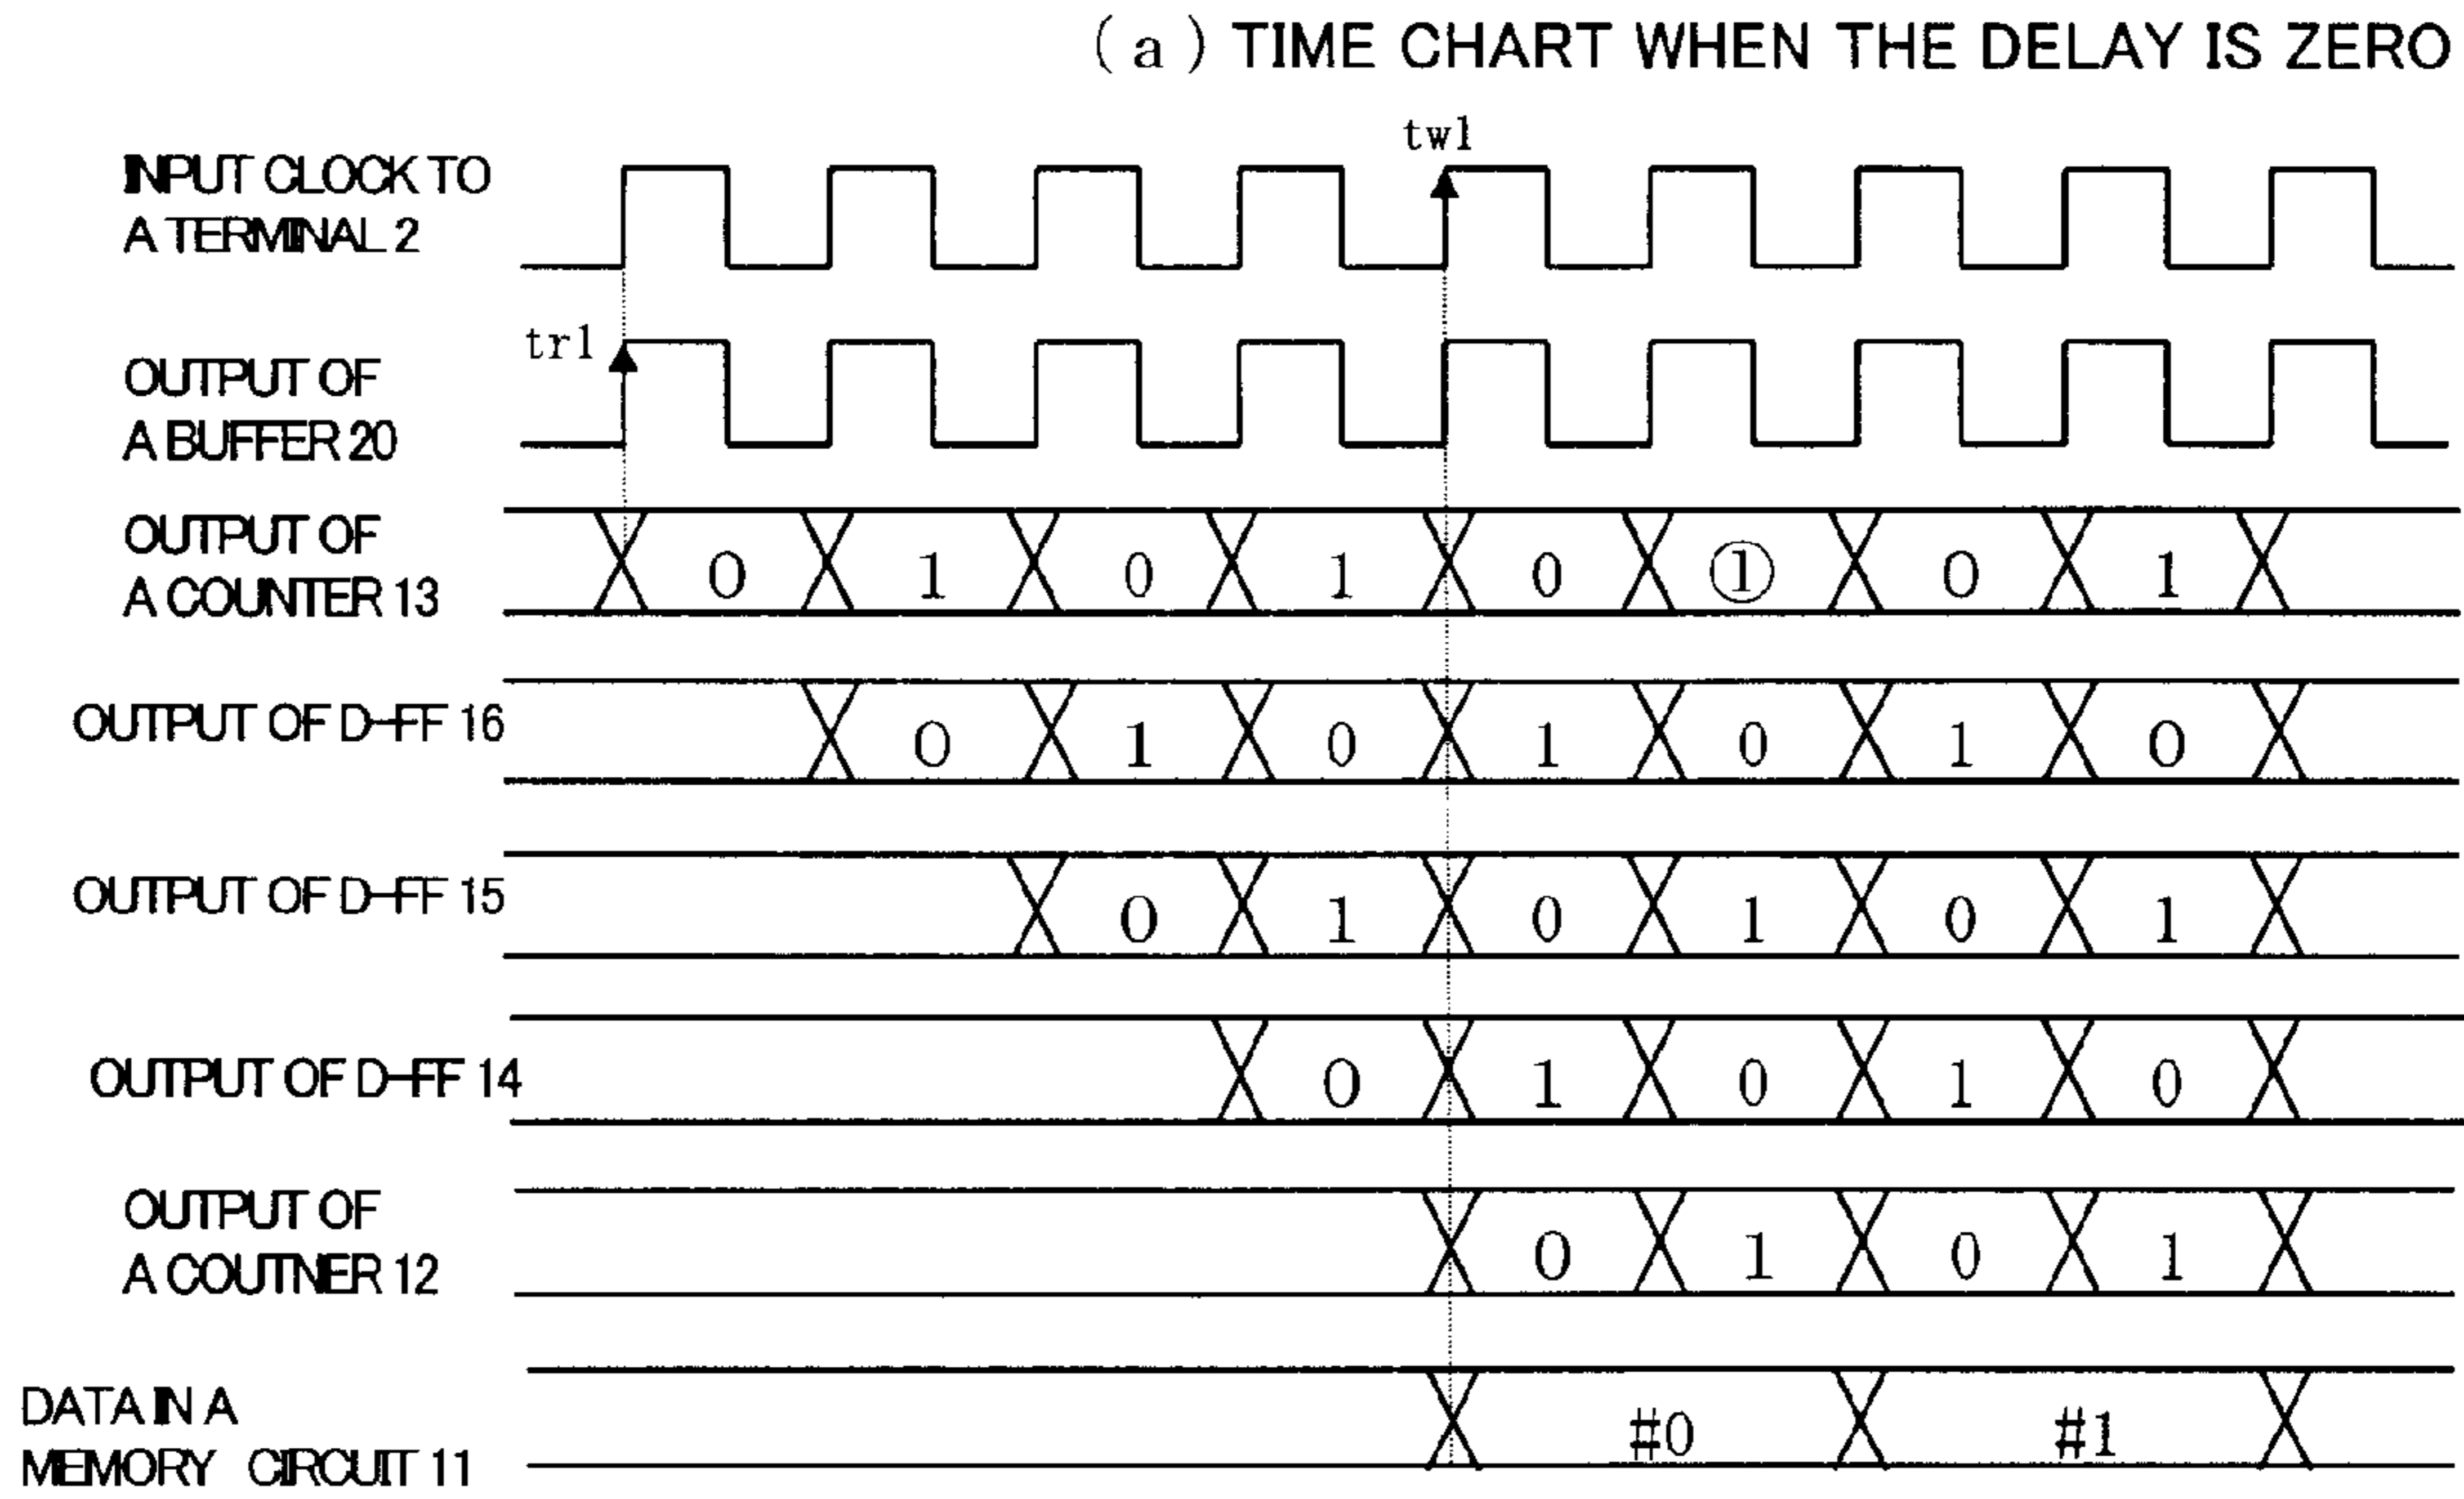 (a) TIME CHART WHEN THE DELAY IS ZERO
tw1
INPUT CLOCK TO
A TERMINAL 2
tr1
OUTPUT OF
A BUFFER 20
OUTPUT OF
A COUNTER 13
0 1 0 1 0 ① 0 1
OUTPUT OF D-FF 16
0 1 0 1 0 1 0
OUTPUT OF D-FF 15
0 1 0 1 0 1
OUTPUT OF D-FF 14
0 1 0 1 0
OUTPUT OF
A COUTNER 12
0 1 0 1
DATA IN A
MEMORY CIRCUIT 11
#0 #1